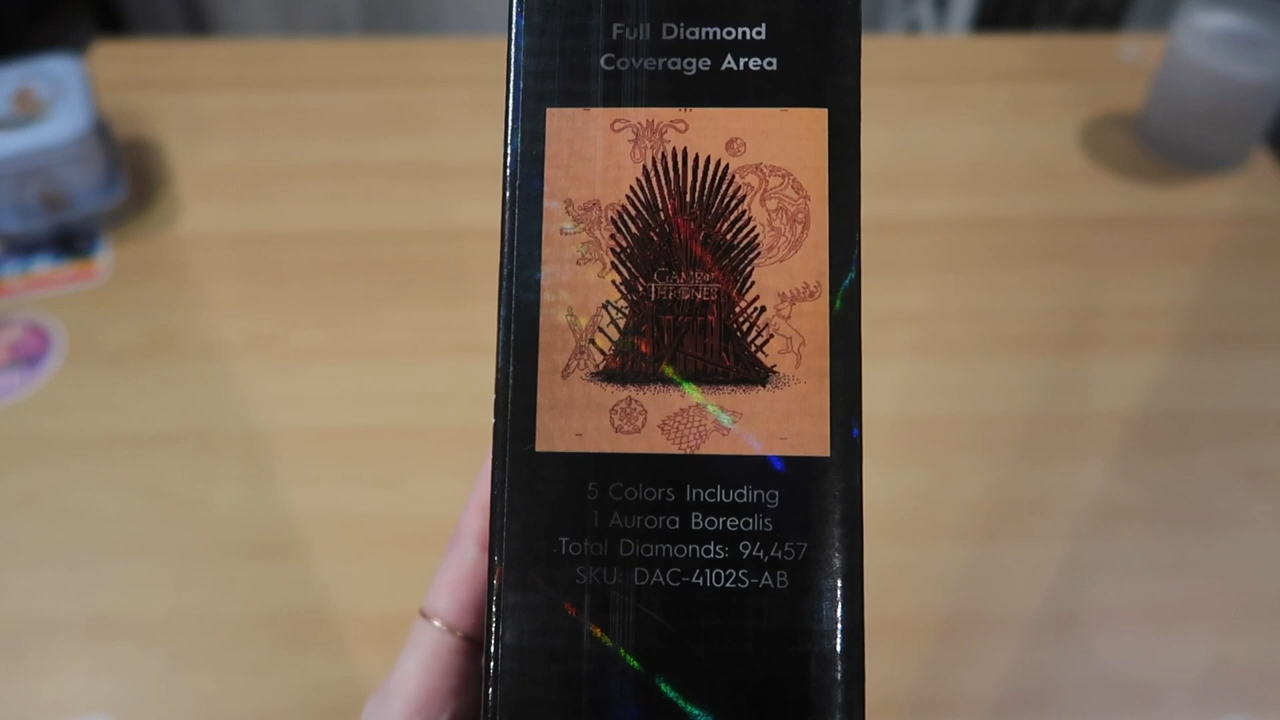 Full Diamond
Coverage Area
GAME OF
THRONES
5 Colors Including
1 Aurora Borealis
Total Diamonds: 94,457
SKU: DAC-4102S-AB